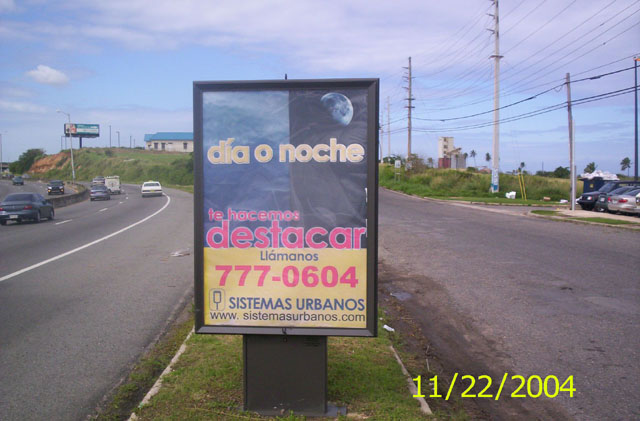 día o noche
te hacemos
destacar
Llámanos
777-0604
SISTEMAS URBANOS
www. sistemasurbanos.com
11/22/2004